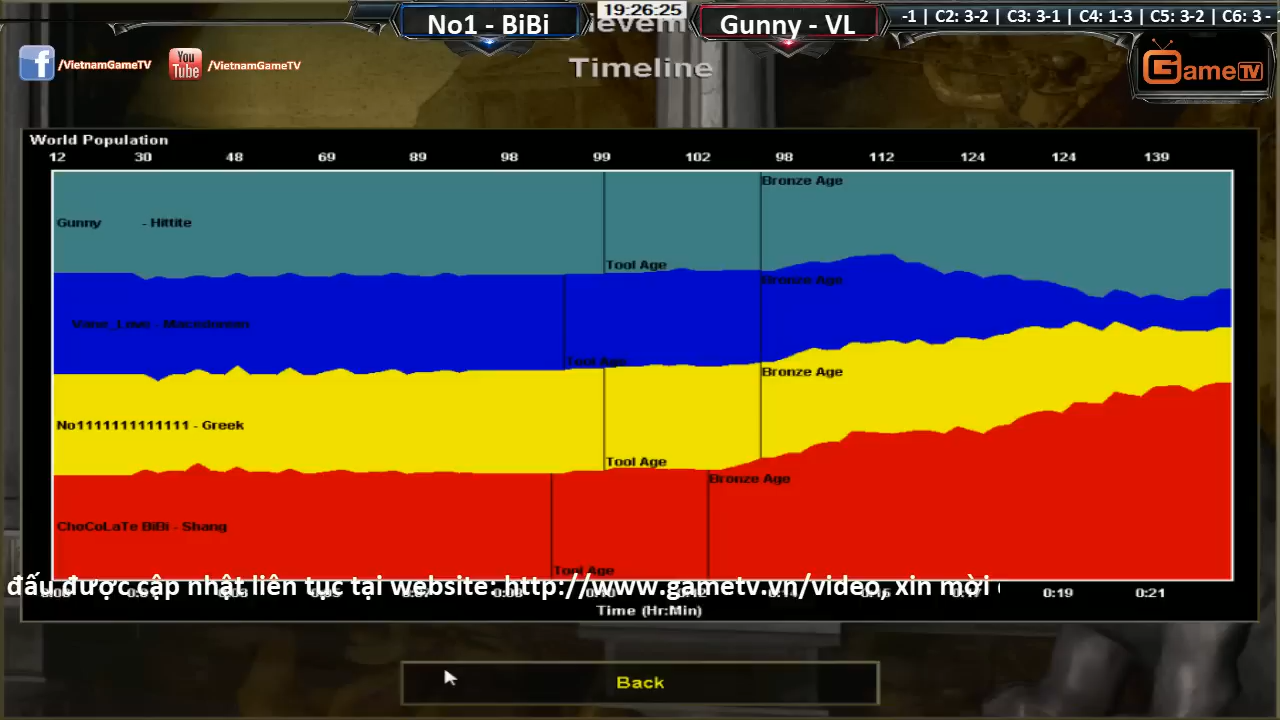 19:26:25
No1 - BiBi
Gunny - VL
-1 | C2: 3-2 | C3: 3-1 | C4: 1-3 | C5: 3-2 | C6: 3 -
/VietnamGameTV
You Tube
/VietnamGameTV
Timeline
GameTV
World Population
12 30 48 69 89 98 99 102 98 112 124 124 139
Bronze Age
Gunny - Hittite
Tool Age
Bronze Age
- Macedonian
Tool Age
Bronze Age
No1111111111111 - Greek
Tool Age
Bronze Age
ChoCoLaTe BiBi - Shang
Tool Age
đấu được cập nhật liên tục tại website: http://www.gametv.vn/video, xin mời
0:19 0:21
Time (Hr:Min)
Back